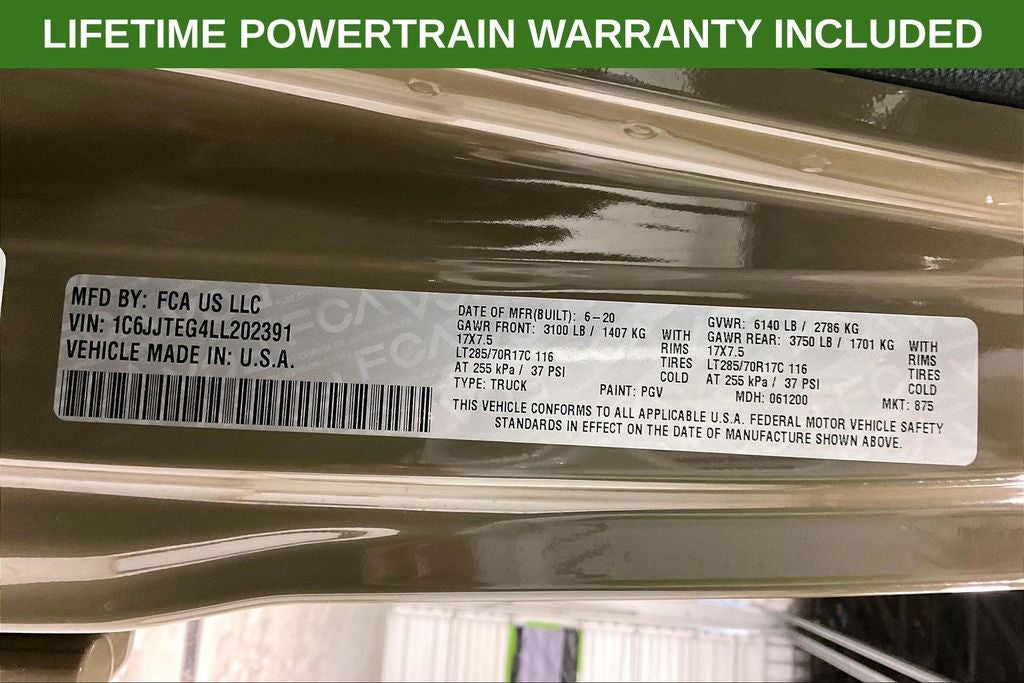 LIFETIME POWERTRAIN WARRANTY INCLUDED
MFD BY: FCA US LLC
VIN: 1C6JJTEG4LL202391
VEHICLE MADE IN: U.S.A.
DATE OF MFR(BUILT): 6-20
GAWR FRONT: 3100 LB / 1407 KG WITH
17X7.5 RIMS
LT285/70R17C 116 TIRES
AT 255 kPa / 37 PSI COLD
TYPE: TRUCK PAINT: PGV
GVWR: 6140 LB / 2786 KG
GAWR REAR: 3750 LB / 1701 KG WITH
17X7.5 RIMS
LT285/70R17C 116 TIRES
AT 255 kPa / 37 PSI COLD
MDH: 061200 MKT: 875
THIS VEHICLE CONFORMS TO ALL APPLICABLE U.S.A. FEDERAL MOTOR VEHICLE SAFETY
STANDARDS IN EFFECT ON THE DATE OF MANUFACTURE SHOWN ABOVE.